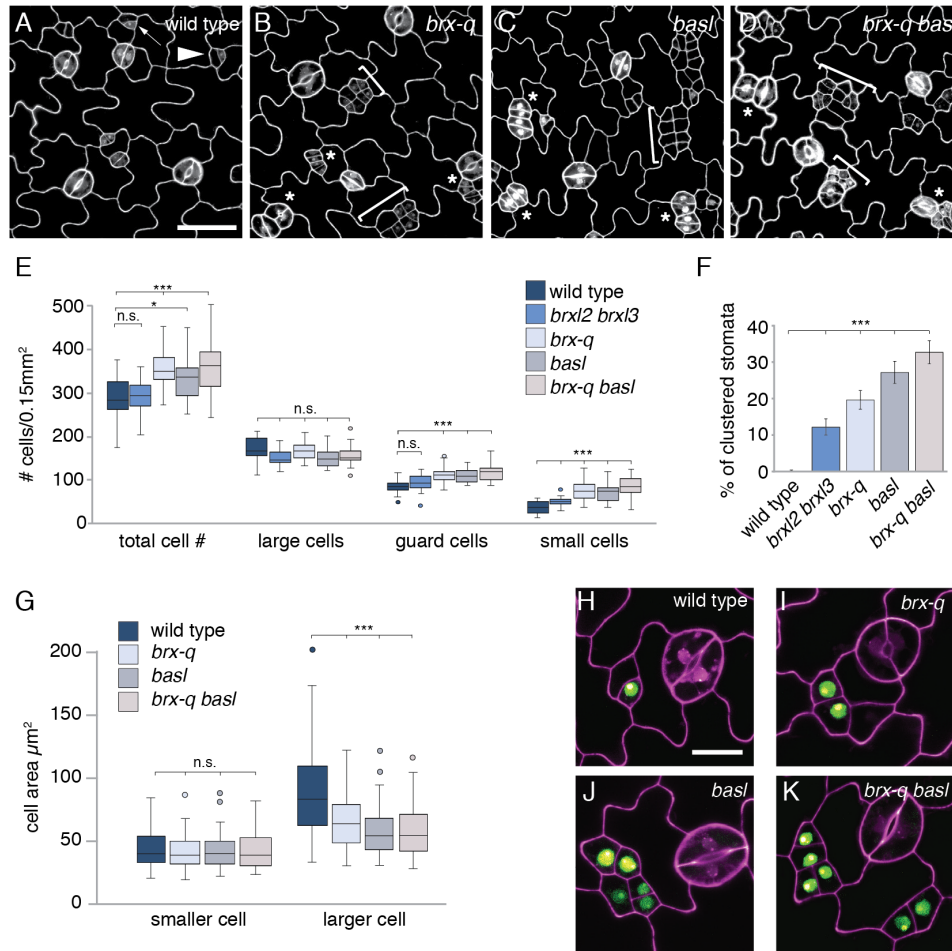 A wild type
B brx-q
C basl
D brx-q basl
* * * * * * * *
E
# cells/0.15mm²
500
400
300
200
100
0
***
*
n.s.
n.s.
***
n.s.
***
wild type
brxl2 brxl3
brx-q
basl
brx-q basl
total cell # large cells guard cells small cells
F
% of clustered stomata
40
30
20
10
0
***
wild type
brxl2 brxl3
brx-q
basl
brx-q basl
G
cell area µm²
200
150
100
50
0
wild type
brx-q
basl
brx-q basl
n.s.
***
smaller cell larger cell
H wild type
I brx-q
J basl
K brx-q basl